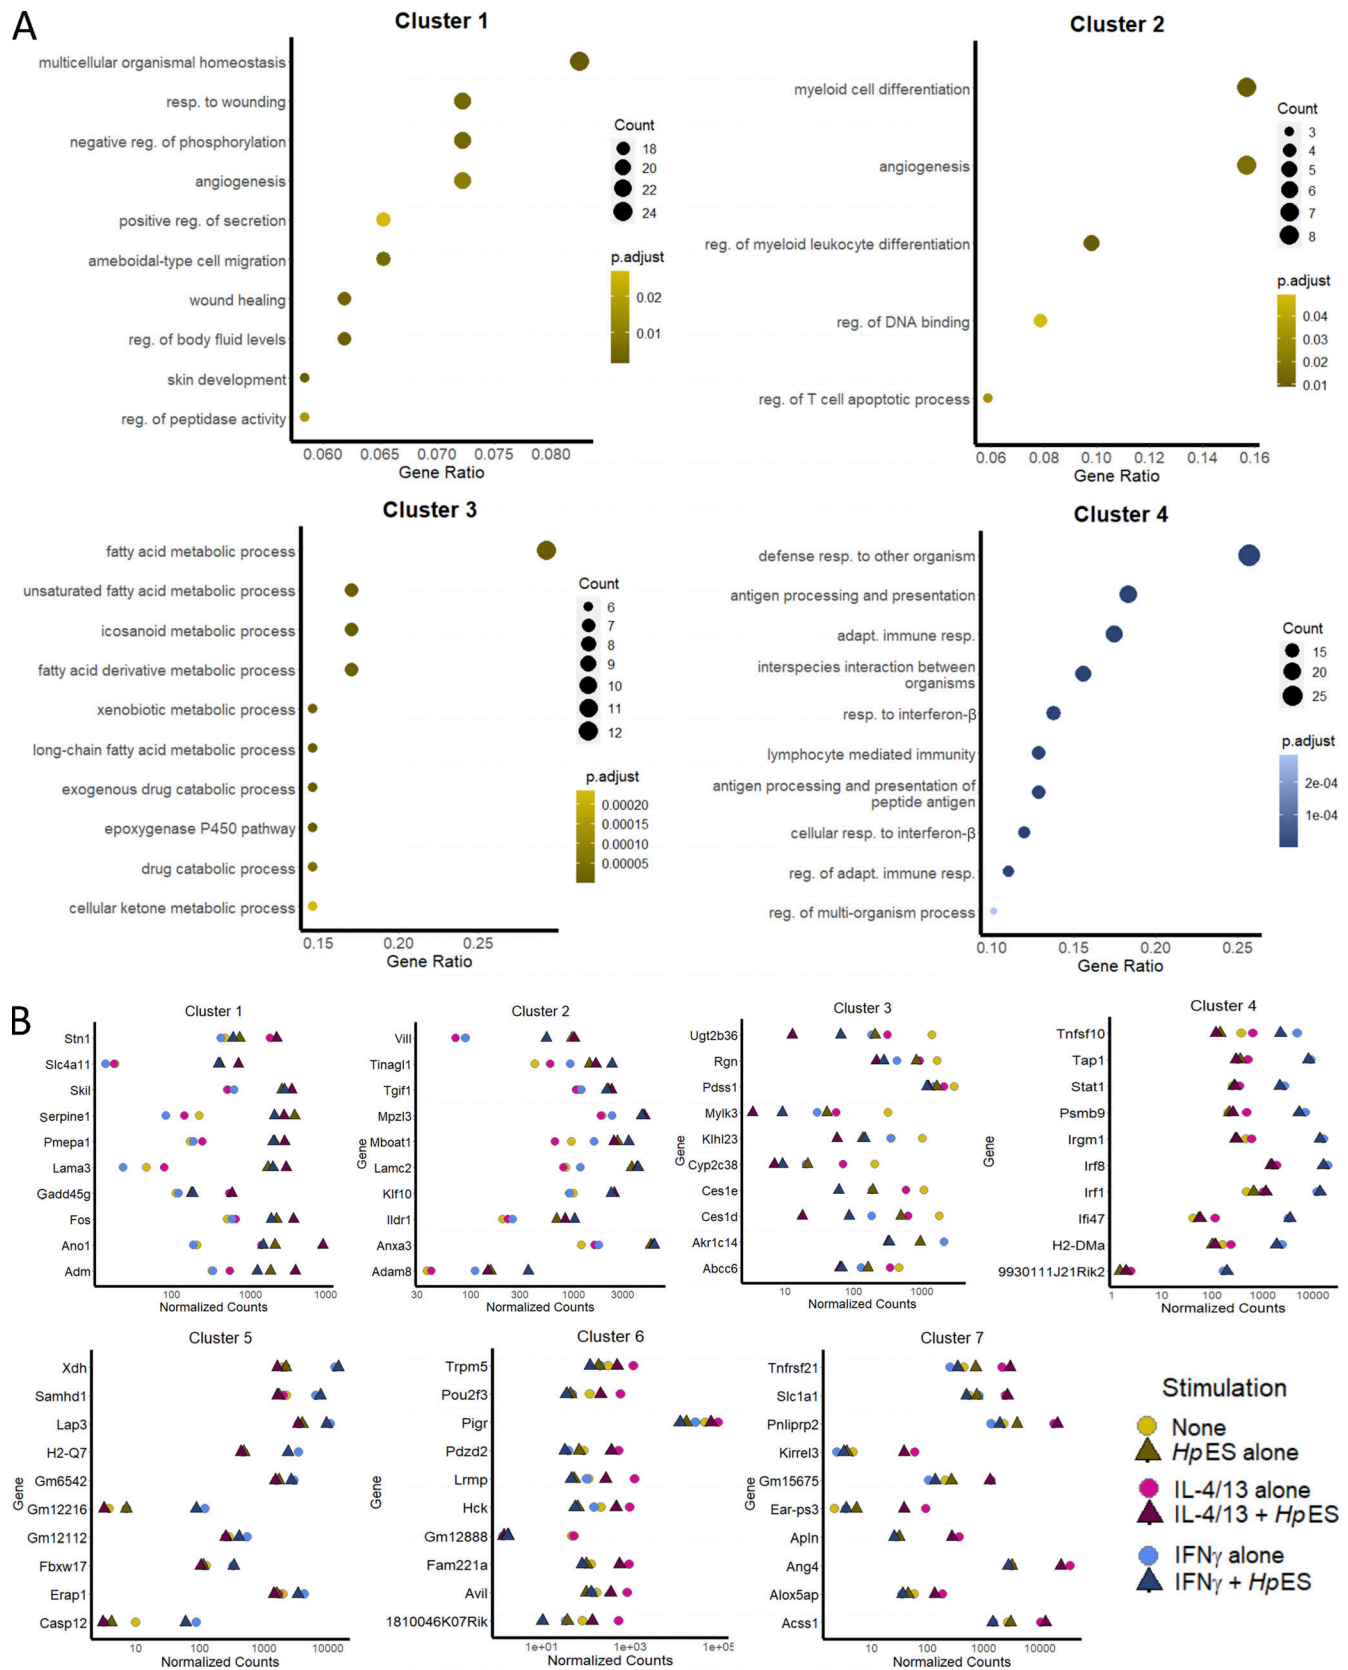 A
Cluster 1
multicellular organismal homeostasis
resp. to wounding
negative reg. of phosphorylation
angiogenesis
positive reg. of secretion
ameboidal-type cell migration
wound healing
reg. of body fluid levels
skin development
reg. of peptidase activity
0.060 0.065 0.070 0.075 0.080
Gene Ratio
Count
18
20
22
24
p.adjust
0.02
0.01
Cluster 2
myeloid cell differentiation
angiogenesis
reg. of myeloid leukocyte differentiation
reg. of DNA binding
reg. of T cell apoptotic process
0.06 0.08 0.10 0.12 0.14 0.16
Gene Ratio
Count
3
4
5
6
7
8
p.adjust
0.04
0.03
0.02
0.01
Cluster 3
fatty acid metabolic process
unsaturated fatty acid metabolic process
icosanoid metabolic process
fatty acid derivative metabolic process
xenobiotic metabolic process
long-chain fatty acid metabolic process
exogenous drug catabolic process
epoxygenase P450 pathway
drug catabolic process
cellular ketone metabolic process
0.15 0.20 0.25
Gene Ratio
Count
6
7
8
9
10
11
12
p.adjust
0.00020
0.00015
0.00010
0.00005
Cluster 4
defense resp. to other organism
antigen processing and presentation
adapt. immune resp.
interspecies interaction between
organisms
resp. to interferon-β
lymphocyte mediated immunity
antigen processing and presentation of
peptide antigen
cellular resp. to interferon-β
reg. of adapt. immune resp.
reg. of multi-organism process
0.10 0.15 0.20 0.25
Gene Ratio
Count
15
20
25
p.adjust
2e-04
1e-04
B
Cluster 1
Stn1
Slc4a11
Skil
Serpine1
Pmepa1
Lama3
Gadd45g
Fos
Ano1
Adm
100 1000 1000
Normalized Counts
Cluster 2
Gene
Vill
Tinagl1
Tgif1
Mpzl3
Mboat1
Lamc2
Klf10
Ildr1
Anxa3
Adam8
30 100 300 1000 3000
Normalized Counts
Cluster 3
Gene
Ugt2b36
Rgn
Pdss1
Mylk3
Klhl23
Cyp2c38
Ces1e
Ces1d
Akr1c14
Abcc6
10 100 1000
Normalized Counts
Cluster 4
Gene
Tnfsf10
Tap1
Stat1
Psmb9
Irgm1
Irf8
Irf1
Ifi47
H2-DMa
9930111J21Rik2
1 10 100 1000 10000
Normalized Counts
Cluster 5
Gene
Xdh
Samhd1
Lap3
H2-Q7
Gm6542
Gm12216
Gm12112
Fbxw17
Erap1
Casp12
10 100 1000 10000
Normalized Counts
Cluster 6
Gene
Trpm5
Pou2f3
Pigr
Pdzd2
Lrmp
Hck
Gm12888
Fam221a
Avil
1810046K07Rik
1e+01 1e+03 1e+05
Normalized Counts
Cluster 7
Gene
Tnfrsf21
Slc1a1
Pnliprp2
Kirrel3
Gm15675
Ear-ps3
Apln
Ang4
Alox5ap
Acss1
10 100 1000 10000
Normalized Counts
Stimulation
None
HpES alone
IL-4/13 alone
IL-4/13 + HpES
IFNγ alone
IFNγ + HpES